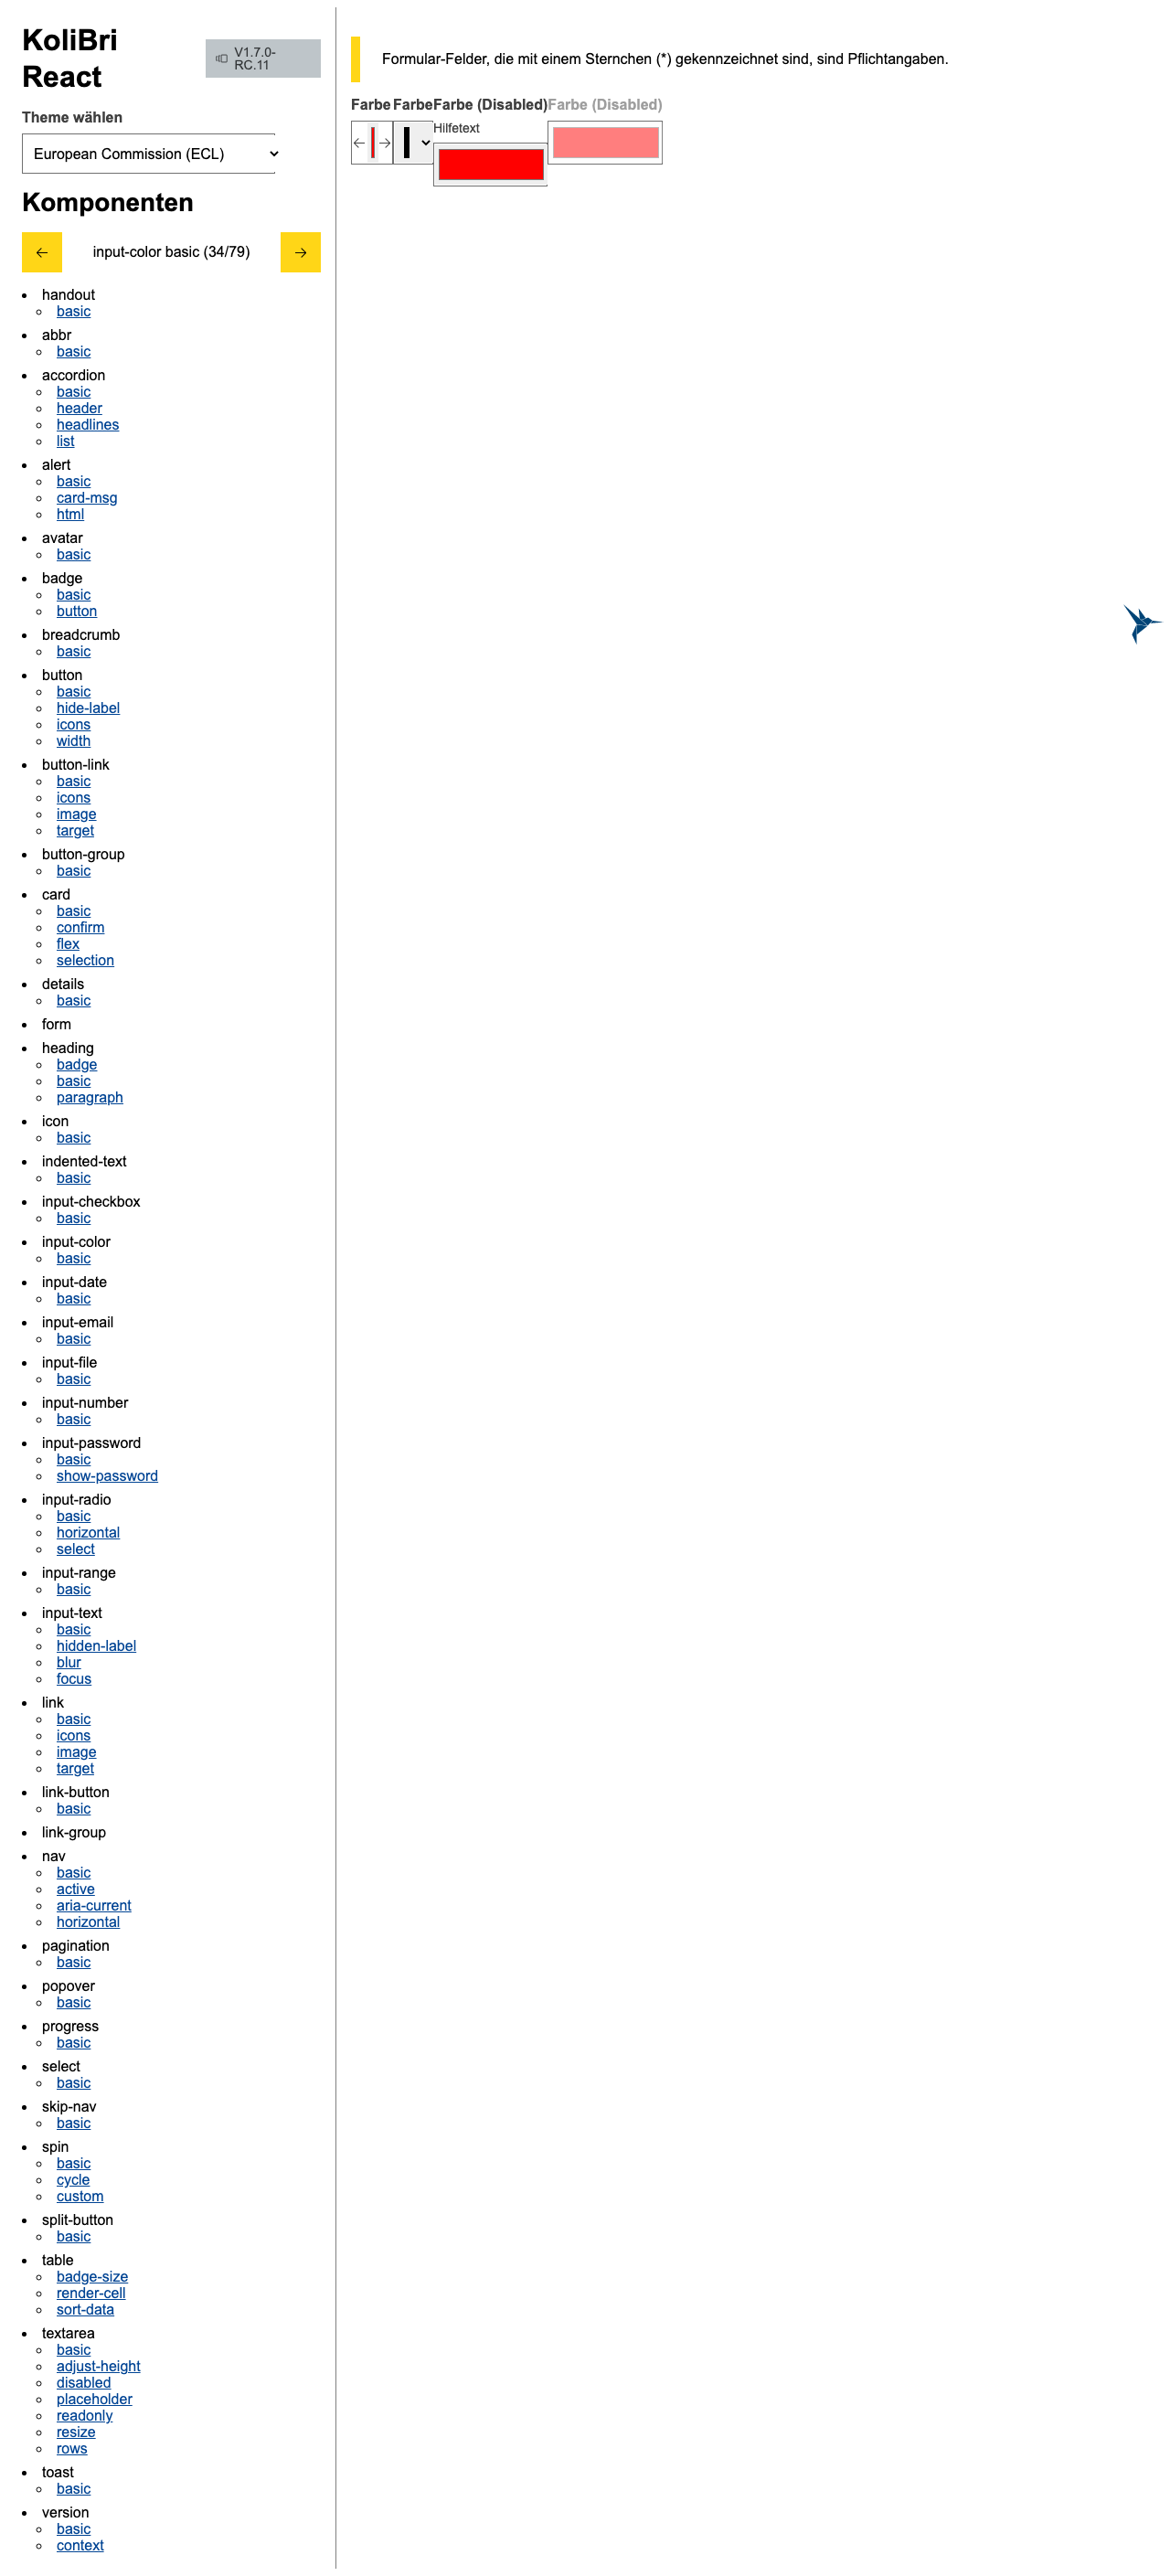 KoliBri
React
V1.7.0-
RC.11
Theme wählen
European Commission (ECL)
Komponenten
input-color basic (34/79)
handout
basic
abbr
basic
accordion
basic
header
headlines
list
alert
basic
card-msg
html
avatar
basic
badge
basic
button
breadcrumb
basic
button
basic
hide-label
icons
width
button-link
basic
icons
image
target
button-group
basic
card
basic
confirm
flex
selection
details
basic
form
heading
badge
basic
paragraph
icon
basic
indented-text
basic
input-checkbox
basic
input-color
basic
input-date
basic
input-email
basic
input-file
basic
input-number
basic
input-password
basic
show-password
input-radio
basic
horizontal
select
input-range
basic
input-text
basic
hidden-label
blur
focus
link
basic
icons
image
target
link-button
basic
link-group
nav
basic
active
aria-current
horizontal
pagination
basic
popover
basic
progress
basic
select
basic
skip-nav
basic
spin
basic
cycle
custom
split-button
basic
table
badge-size
render-cell
sort-data
textarea
basic
adjust-height
disabled
placeholder
readonly
resize
rows
toast
basic
version
basic
context
Formular-Felder, die mit einem Sternchen (*) gekennzeichnet sind, sind Pflichtangaben.
Farbe Farbe Farbe (Disabled) Farbe (Disabled)
Hilfetext